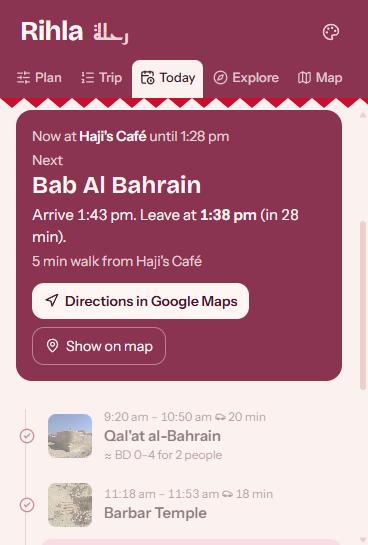 Rihla رحلة
Plan Trip Today Explore Map
Now at Haji's Café until 1:28 pm
Next
Bab Al Bahrain
Arrive 1:43 pm. Leave at 1:38 pm (in 28
min).
5 min walk from Haji's Café
Directions in Google Maps
Show on map
9:20 am – 10:50 am 20 min
Qal'at al-Bahrain
≈ BD 0–4 for 2 people
11:18 am – 11:53 am 18 min
Barbar Temple